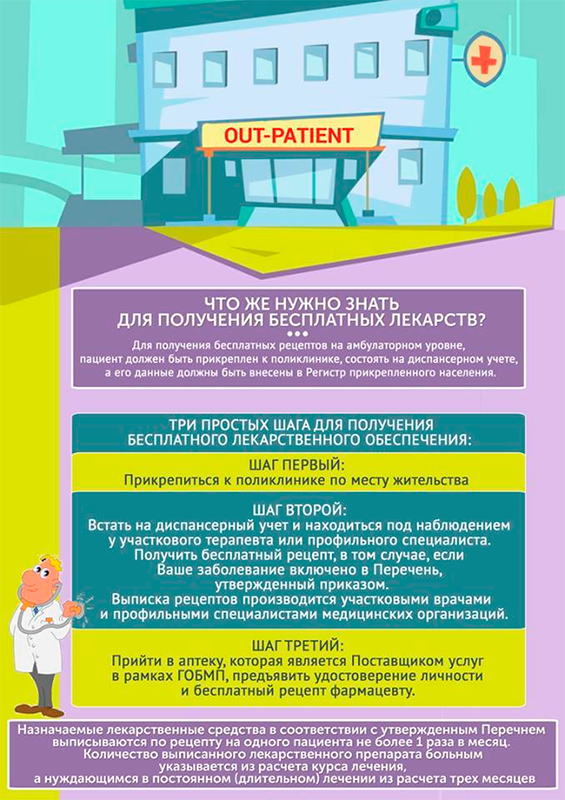 OUT-PATIENT
ЧТО ЖЕ НУЖНО ЗНАТЬ
ДЛЯ ПОЛУЧЕНИЯ БЕСПЛАТНЫХ ЛЕКАРСТВ?
Для получения бесплатных рецептов на амбулаторном уровне,
пациент должен быть прикреплен к поликлинике, состоять на диспансерном учете,
а его данные должны быть внесены в Регистр прикрепленного населения.
ТРИ ПРОСТЫХ ШАГА ДЛЯ ПОЛУЧЕНИЯ
БЕСПЛАТНОГО ЛЕКАРСТВЕННОГО ОБЕСПЕЧЕНИЯ:
ШАГ ПЕРВЫЙ:
Прикрепиться к поликлинике по месту жительства
ШАГ ВТОРОЙ:
Встать на диспансерный учет и находиться под наблюдением
у участкового терапевта или профильного специалиста.
Получить бесплатный рецепт, в том случае, если
Ваше заболевание включено в Перечень,
утвержденный приказом.
Выписка рецептов производится участковыми врачами
и профильными специалистами медицинских организаций.
ШАГ ТРЕТИЙ:
Прийти в аптеку, которая является Поставщиком услуг
в рамках ГОБМП, предъявить удостоверение личности
и бесплатный рецепт фармацевту.
Назначаемые лекарственные средства в соответствии с утвержденным Перечнем
выписываются по рецепту на одного пациента не более 1 раза в месяц.
Количество выписанного лекарственного препарата больным
указывается из расчета курса лечения,
а нуждающимся в постоянном (длительном) лечении из расчета трех месяцев